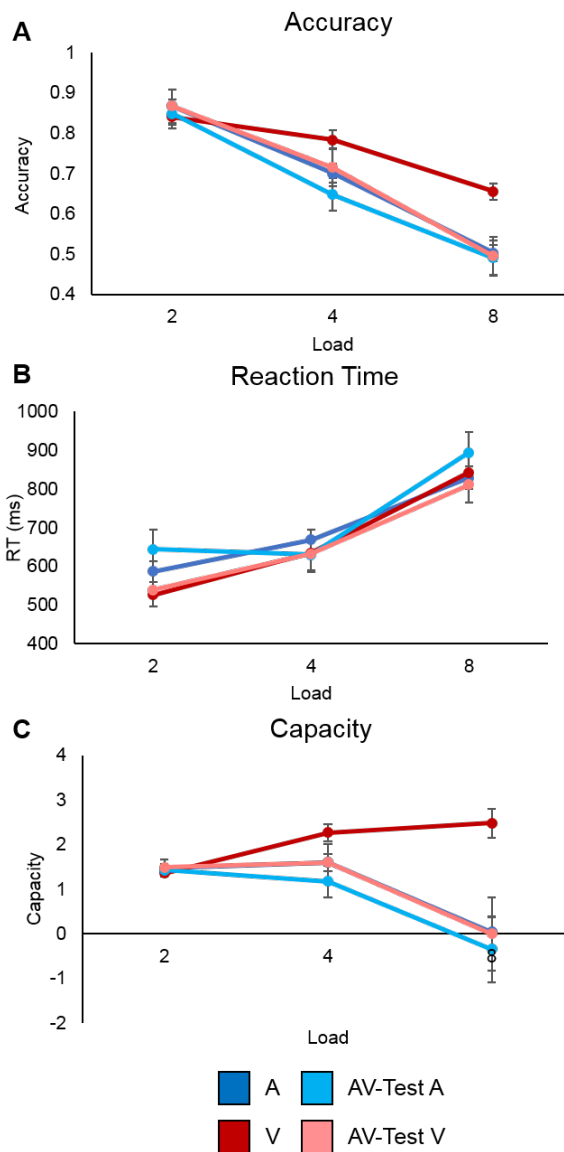 A
Accuracy
1
0.9
0.8
0.7
0.6
0.5
0.4
Accuracy
2 4 8
Load
B
Reaction Time
1000
900
800
700
600
500
400
RT (ms)
2 4 8
Load
C
Capacity
4
3
2
1
0
-1
-2
Capacity
2 4 8
Load
A AV-Test A
V AV-Test V